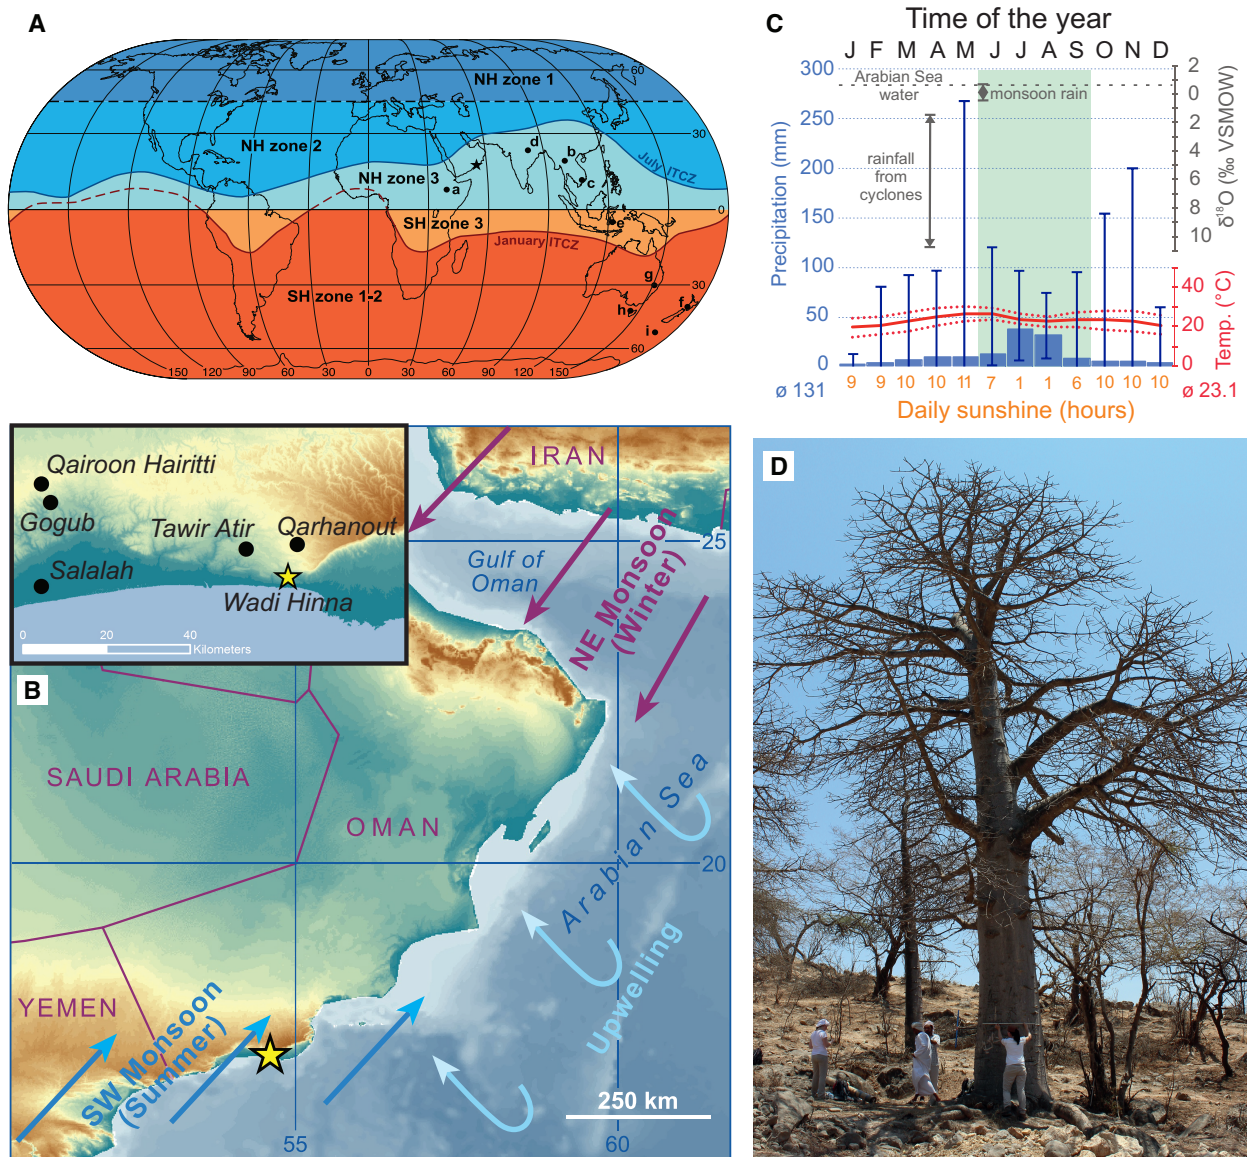 A
NH zone 1
60
NH zone 2
30
July ITCZ
NH zone 3
a
b
c
d
0
SH zone 3
e
January ITCZ
SH zone 1-2
g
30
h
f
i
60
150 120 90 60 30 0 30 60 90 120 150
C
Time of the year
J F M A M J J A S O N D
Precipitation (mm)
300
250
200
150
100
50
0
Arabian Sea
water
monsoon rain
rainfall
from
cyclones
2
0
2
4
6
8
10
δ18O (‰ VSMOW)
40
20
0
Temp. (°C)
9 9 10 10 11 7 1 1 6 10 10 10
ø 131
Daily sunshine (hours)
ø 23.1
Qairoon Hairitti
Gogub
Tawir Atir
Qarhanout
Salalah
Wadi Hinna
0 20 40
Kilometers
B
IRAN
25
Gulf of
Oman
NE Monsoon
(Winter)
SAUDI ARABIA
OMAN
Arabian Sea
20
Upwelling
YEMEN
SW Monsoon
(Summer)
250 km
55
60
D